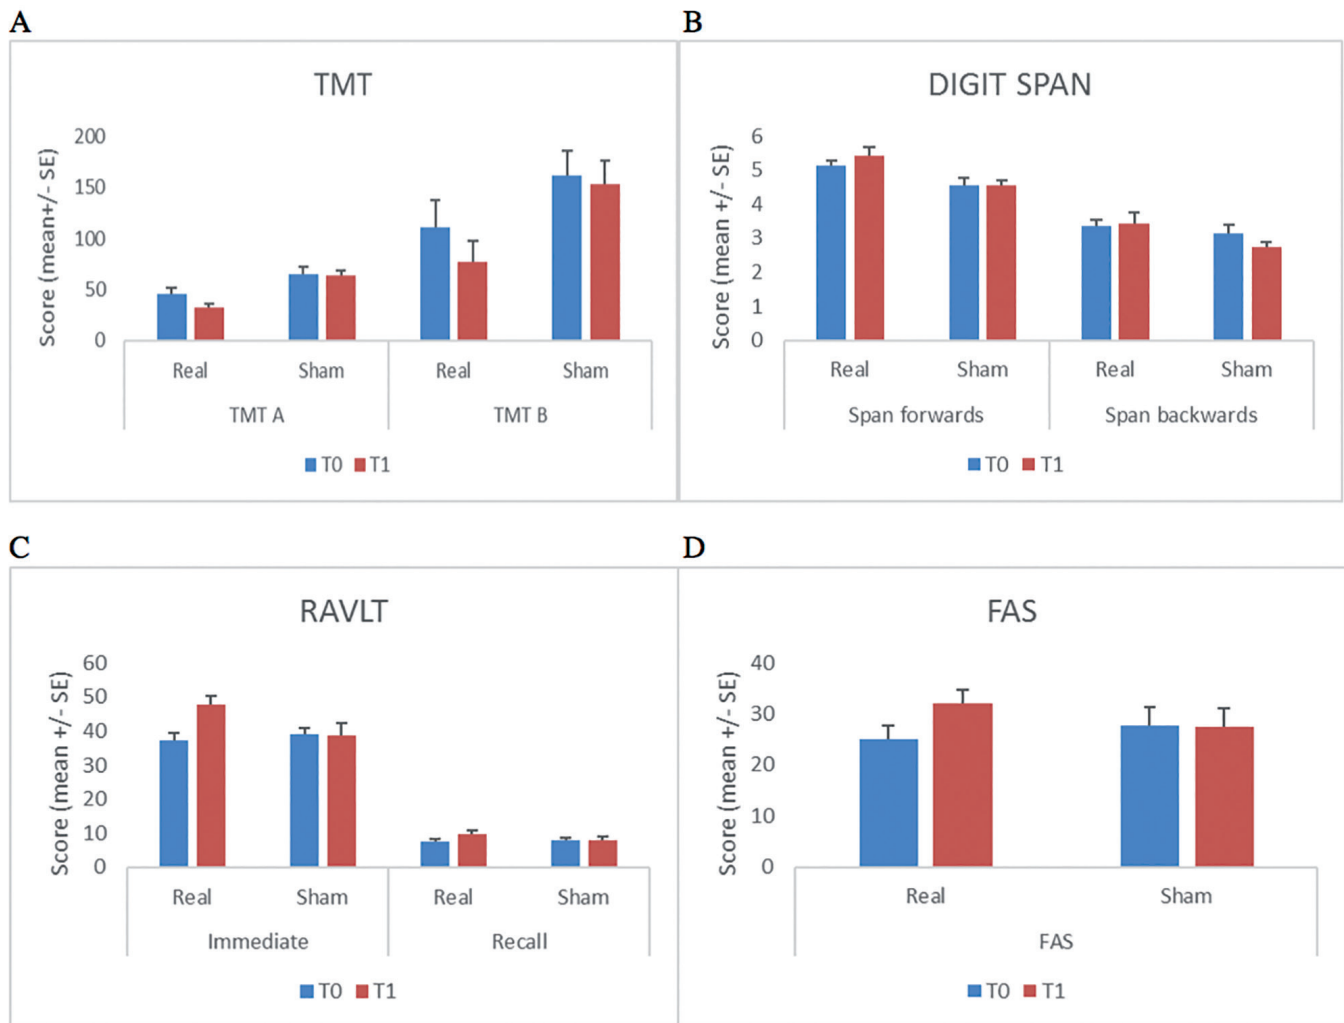 A
TMT
Score (mean+/- SE)
200
150
100
50
0
Real Sham Real Sham
TMT A TMT B
T0 T1
B
DIGIT SPAN
Score (mean +/- SE)
6
5
4
3
2
1
0
Real Sham Real Sham
Span forwards Span backwards
T0 T1
C
RAVLT
Score (mean +/- SE)
60
50
40
30
20
10
0
Real Sham Real Sham
Immediate Recall
T0 T1
D
FAS
Score (mean +/- SE)
40
30
20
10
0
Real Sham
FAS
T0 T1